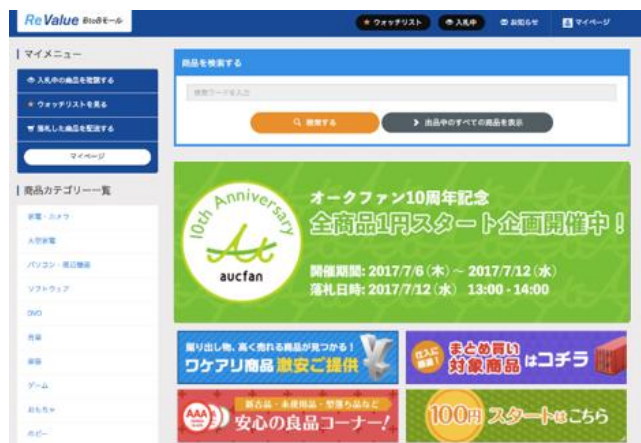 ReValue BtoBモール
★ ウォッチリスト
入札中
お知らせ
マイページ
マイメニュー
入札中の商品を確認する
★ ウォッチリストを見る
落札した商品を配送する
マイページ
商品カテゴリー一覧
家電・カメラ
大型家電
パソコン・周辺機器
ソフトウェア
DVD
音楽
楽器
ゲーム
おもちゃ
ホビー
商品を検索する
検索ワードを入力
検索する
出品中のすべての商品を表示
10th Anniversary
aucfan
オークファン10周年記念
全商品1円スタート企画開催中！
開催期間: 2017/7/6（木）～ 2017/7/12（水）
落札日時: 2017/7/12（水） 13:00 - 14:00
掘り出し物、高く売れる商品が見つかる！
ワケアリ商品 激安ご提供
仕入に最適！
まとめ買い
対象商品はコチラ
AAA
新古品・未使用品・型落ち品など
安心の良品コーナー！
100円 スタートはこちら